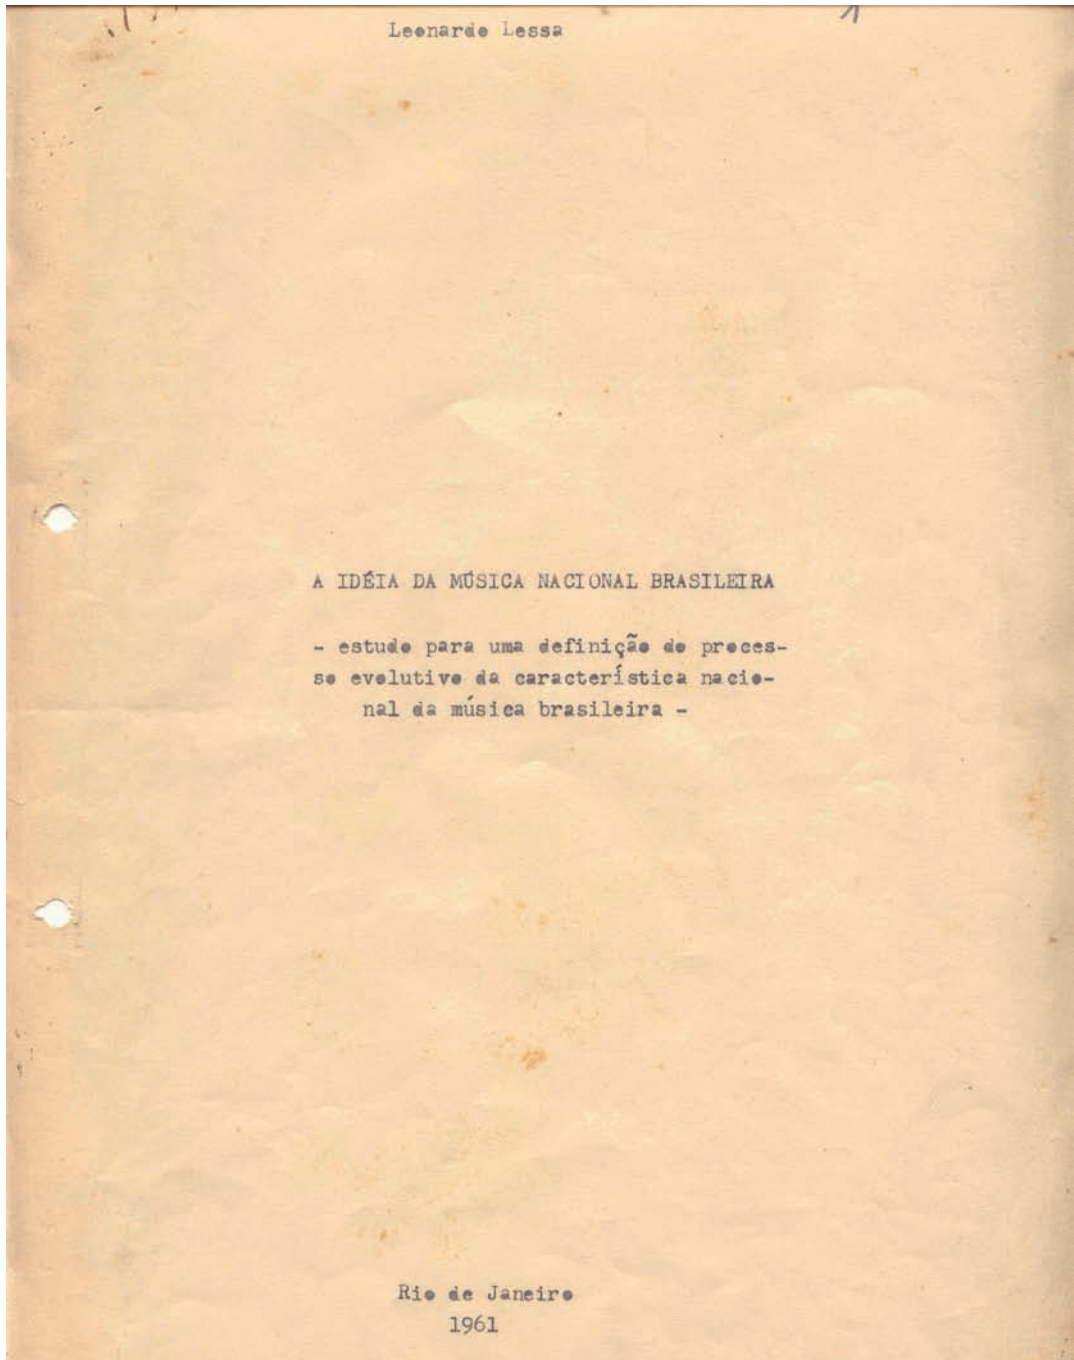 1
Leonardo Lessa
A IDÉIA DA MÚSICA NACIONAL BRASILEIRA
- estudo para uma definição do proces-
so evolutivo da característica nacio-
nal da música brasileira -
Rio de Janeiro
1961